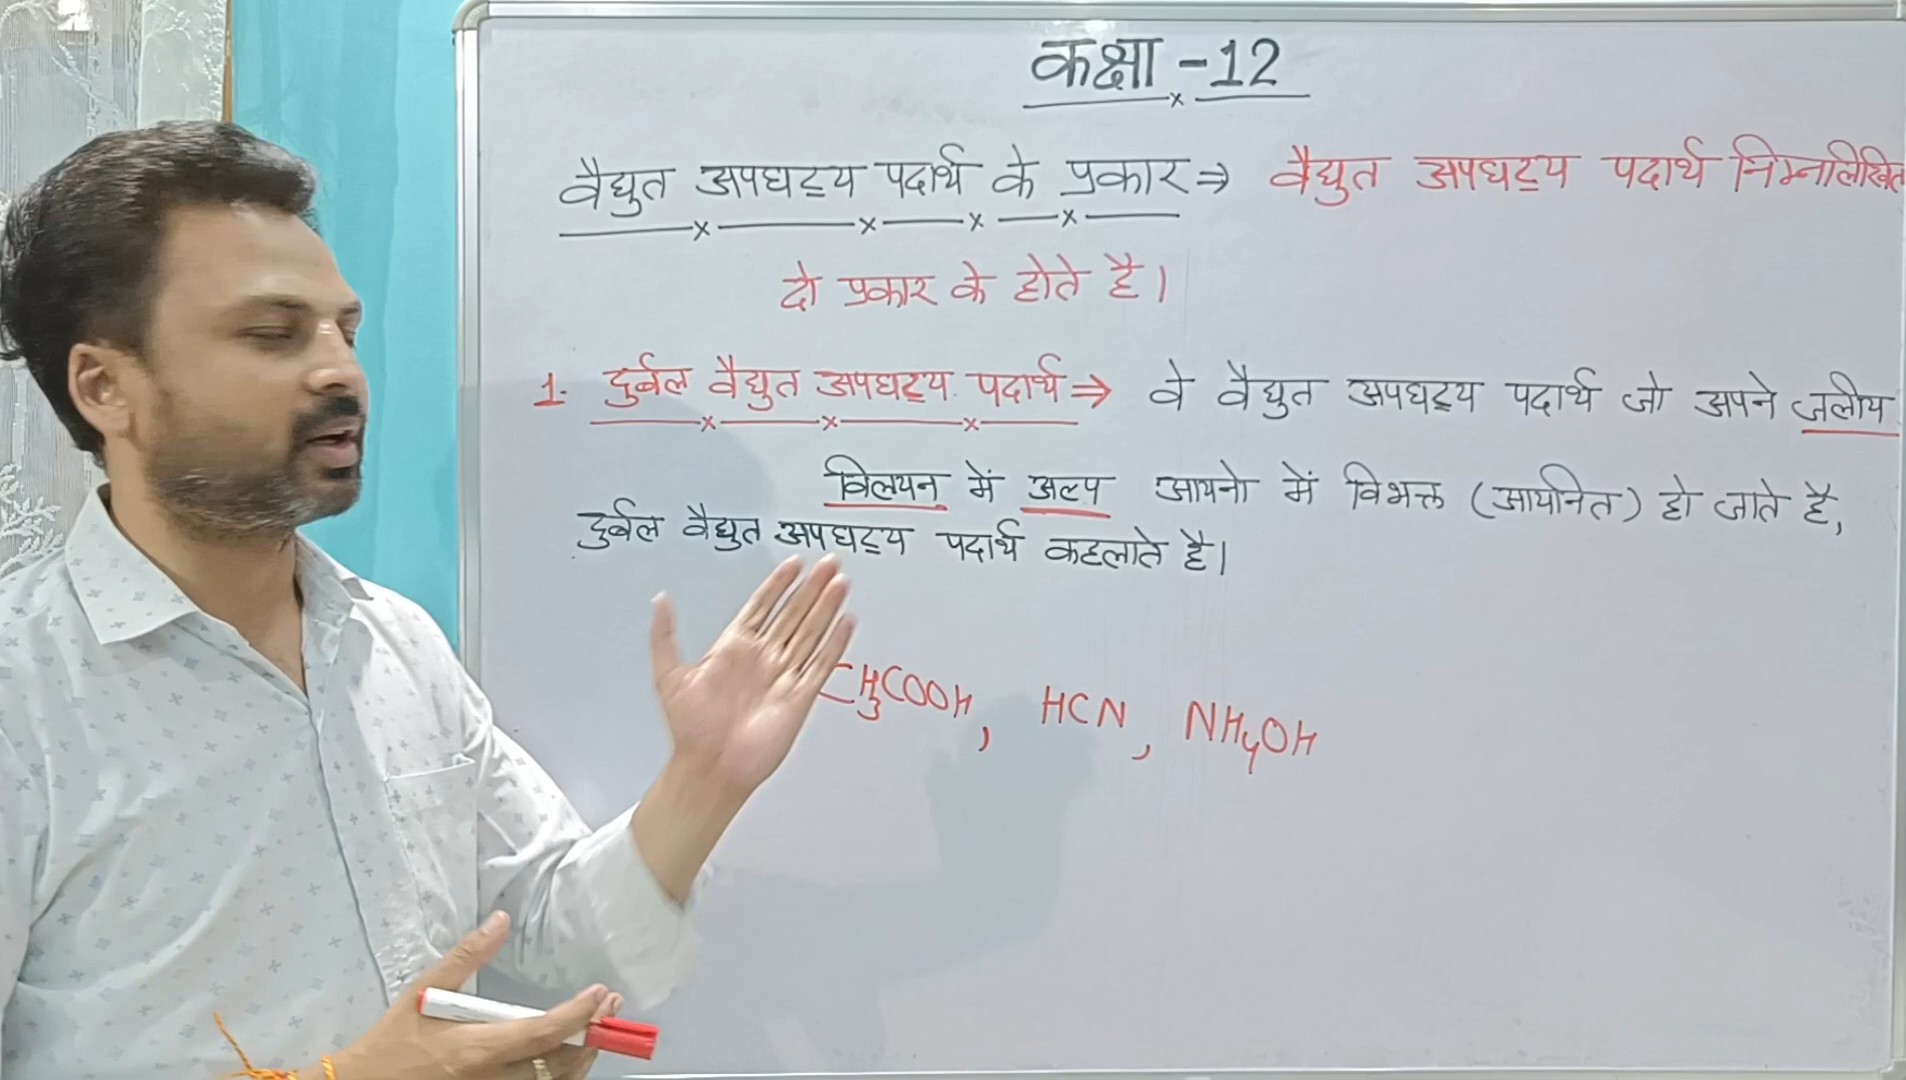 कक्षा - 12
वैद्युत अपघट्य पदार्थ के प्रकार ⇒ वैद्युत अपघट्य पदार्थ निम्नलिखित
दो प्रकार के होते है।
1. दुर्बल वैद्युत अपघट्य पदार्थ ⇒ वे वैद्युत अपघट्य पदार्थ जो अपने जलीय
विलयन में अल्प आयनो में विभक्त (आयनित) हो जाते है,
दुर्बल वैद्युत अपघट्य पदार्थ कहलाते है।
CH3COOH, HCN, NH4OH